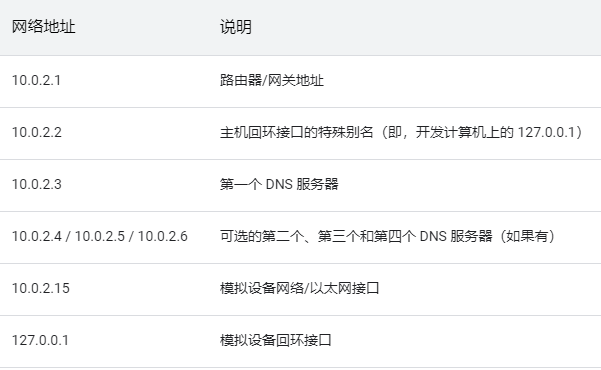 网络地址 说明
10.0.2.1 路由器/网关地址
10.0.2.2 主机回环接口的特殊别名（即，开发计算机上的 127.0.0.1）
10.0.2.3 第一个 DNS 服务器
10.0.2.4 / 10.0.2.5 / 10.0.2.6 可选的第二个、第三个和第四个 DNS 服务器（如果有）
10.0.2.15 模拟设备网络/以太网接口
127.0.0.1 模拟设备回环接口